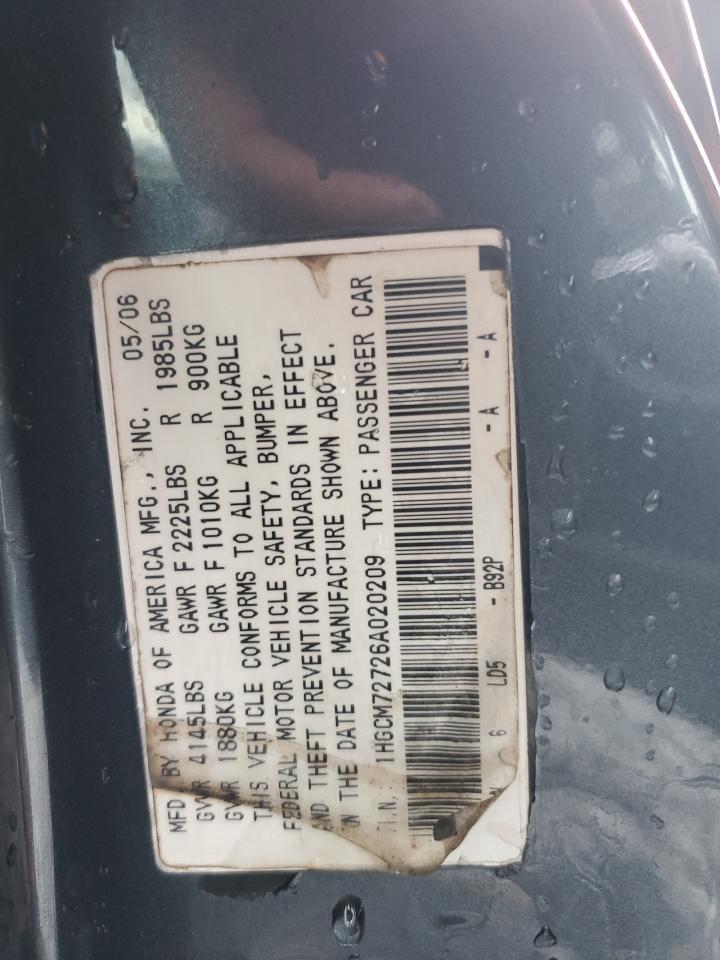 MFD BY HONDA OF AMERICA MFG., INC. 05/06
GVWR 4145LBS GAWR F 2225LBS R 1985LBS
GVWR 1880KG GAWR F 1010KG R 900KG
THIS VEHICLE CONFORMS TO ALL APPLICABLE
FEDERAL MOTOR VEHICLE SAFETY, BUMPER,
AND THEFT PREVENTION STANDARDS IN EFFECT
ON THE DATE OF MANUFACTURE SHOWN ABOVE.
V.I.N. 1HGCM72726A020209 TYPE: PASSENGER CAR
6 LD5 - B92P - A - A